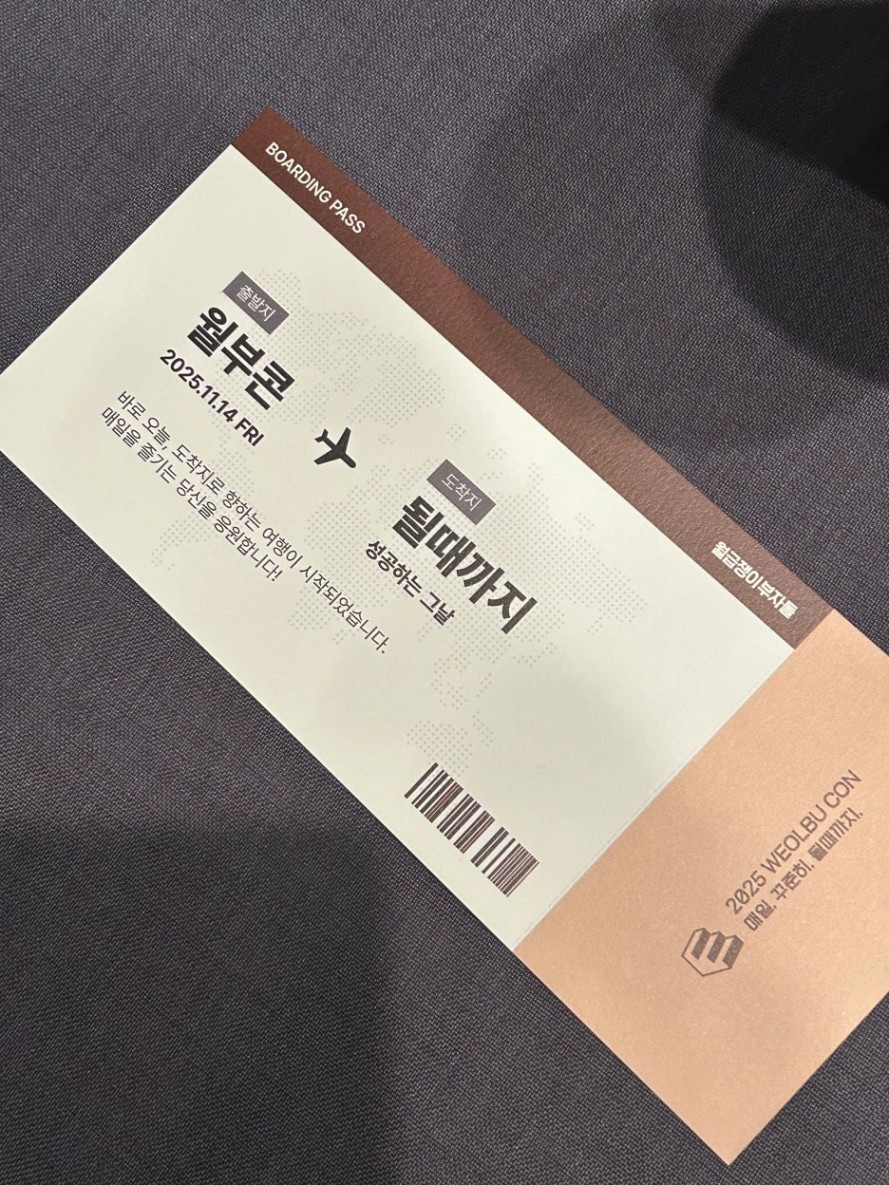 BOARDING PASS
출발지
월부콘
2025.11.14 FRI
도착지
될때까지
성공하는 그날
바로 오늘, 도착지로 향하는 여행이 시작되었습니다.
매일을 즐기는 당신을 응원합니다!
월급쟁이부자들
2025 WEOLBU CON
매일. 꾸준히. 될때까지.